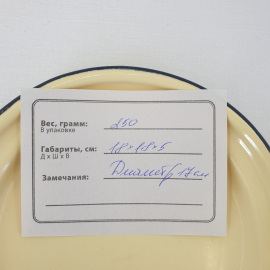 Вес, грамм: 250
В упаковке
Габариты, см: 18×18×5
Д х Ш х В
Замечания: Диаметр 17 см